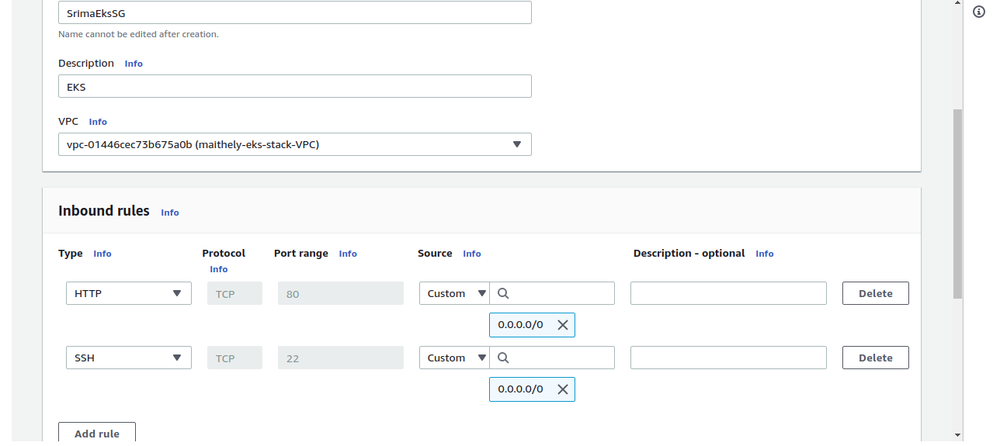 SrimaEksSG
Name cannot be edited after creation.
Description Info
EKS
VPC Info
vpc-01446cec73b675a0b (maithely-eks-stack-VPC)
Inbound rules Info
Type Info Protocol Info Port range Info Source Info Description - optional Info
HTTP TCP 80 Custom Delete
0.0.0.0/0
SSH TCP 22 Custom Delete
0.0.0.0/0
Add rule